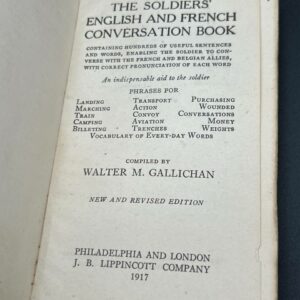 THE SOLDIERS'
ENGLISH AND FRENCH
CONVERSATION BOOK
CONTAINING HUNDREDS OF USEFUL SENTENCES
AND WORDS, ENABLING THE SOLDIER TO CON-
VERSE WITH THE FRENCH AND BELGIAN ALLIES,
WITH CORRECT PRONUNCIATION OF EACH WORD
An indispensable aid to the soldier
PHRASES FOR
LANDING TRANSPORT PURCHASING
MARCHING ACTION WOUNDED
TRAIN CONVOY CONVERSATIONS
CAMPING AVIATION MONEY
BILLETING TRENCHES WEIGHTS
VOCABULARY OF EVERY-DAY WORDS
COMPILED BY
WALTER M. GALLICHAN
NEW AND REVISED EDITION
PHILADELPHIA AND LONDON
J. B. LIPPINCOTT COMPANY
1917